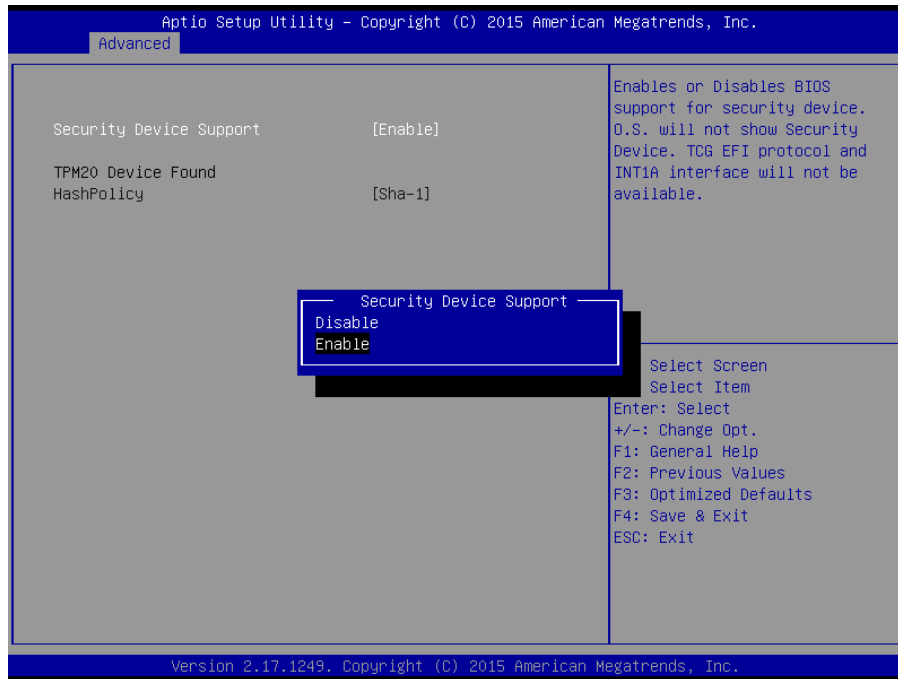 Aptio Setup Utility – Copyright (C) 2015 American Megatrends, Inc.
Advanced
Security Device Support [Enable]
TPM20 Device Found
HashPolicy [Sha-1]
Enables or Disables BIOS
support for security device.
O.S. will not show Security
Device. TCG EFI protocol and
INT1A interface will not be
available.
Security Device Support
Disable
Enable
Select Screen
Select Item
Enter: Select
+/-: Change Opt.
F1: General Help
F2: Previous Values
F3: Optimized Defaults
F4: Save & Exit
ESC: Exit
Version 2.17.1249. Copyright (C) 2015 American Megatrends, Inc.